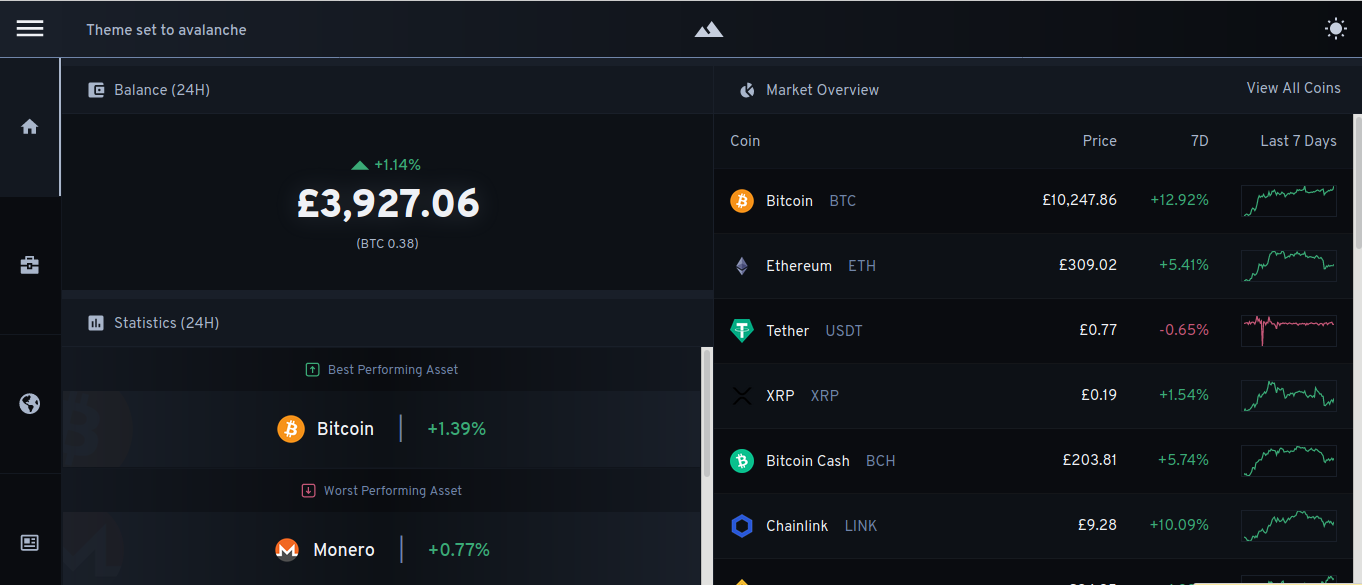 Theme set to avalanche
Balance (24H)
+1.14%
£3,927.06
(BTC 0.38)
Statistics (24H)
Best Performing Asset
Bitcoin +1.39%
Worst Performing Asset
Monero +0.77%
Market Overview View All Coins
Coin Price 7D Last 7 Days
Bitcoin BTC £10,247.86 +12.92%
Ethereum ETH £309.02 +5.41%
Tether USDT £0.77 -0.65%
XRP XRP £0.19 +1.54%
Bitcoin Cash BCH £203.81 +5.74%
Chainlink LINK £9.28 +10.09%